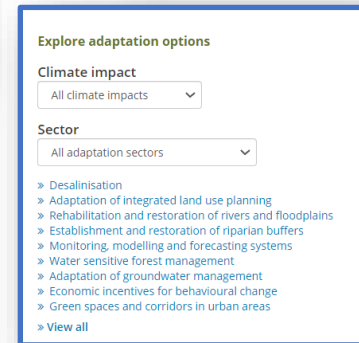 Explore adaptation options
Climate impact
All climate impacts
Sector
All adaptation sectors
» Desalinisation
» Adaptation of integrated land use planning
» Rehabilitation and restoration of rivers and floodplains
» Establishment and restoration of riparian buffers
» Monitoring, modelling and forecasting systems
» Water sensitive forest management
» Adaptation of groundwater management
» Economic incentives for behavioural change
» Green spaces and corridors in urban areas
» View all